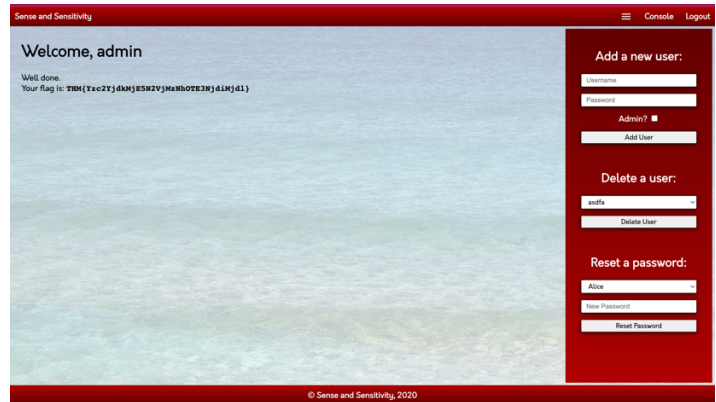 Sense and Sensitivity
Console Logout
Welcome, admin
Well done.
Your flag is: THM{Yzc2YjdkMjE5N2VjMzNhOTE3NjdiMjdl}
Add a new user:
Username
Password
Admin?
Add User
Delete a user:
asdfa
Delete User
Reset a password:
Alice
New Password
Reset Password
© Sense and Sensitivity, 2020